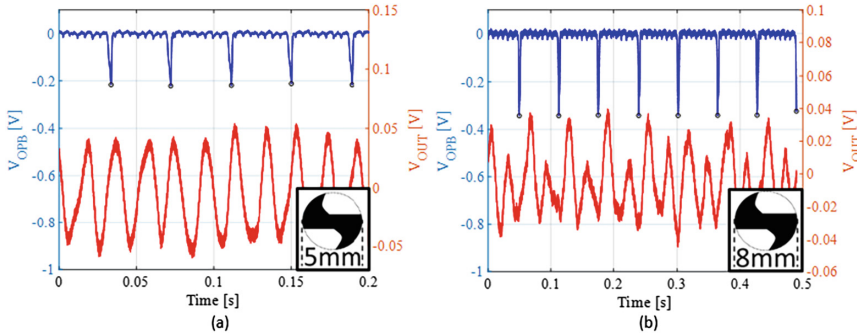 (a)
0.15
0
0.1
-0.2
V_OPB [V]
-0.4
0.05
-0.6
0
V_OUT [V]
-0.8
-0.05
-1
5mm
0 0.05 0.1 0.15 0.2
Time [s]
(a)
(b)
0.1
0
0.08
-0.2
0.06
V_OPB [V]
-0.4
0.04
0.02
-0.6
0
V_OUT [V]
-0.02
-0.8
-0.04
-1
-0.06
8mm
0 0.1 0.2 0.3 0.4 0.5
Time [s]
(b)